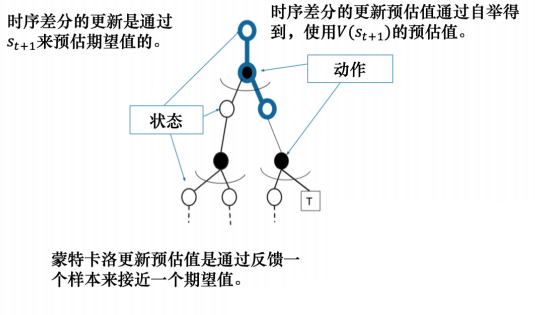 时序差分的更新是通过
s_{t+1}来预估期望值的。
时序差分的更新预估值通过自举得
到，使用V(s_{t+1})的预估值。
动作
状态
T
蒙特卡洛更新预估值是通过反馈一
个样本来接近一个期望值。